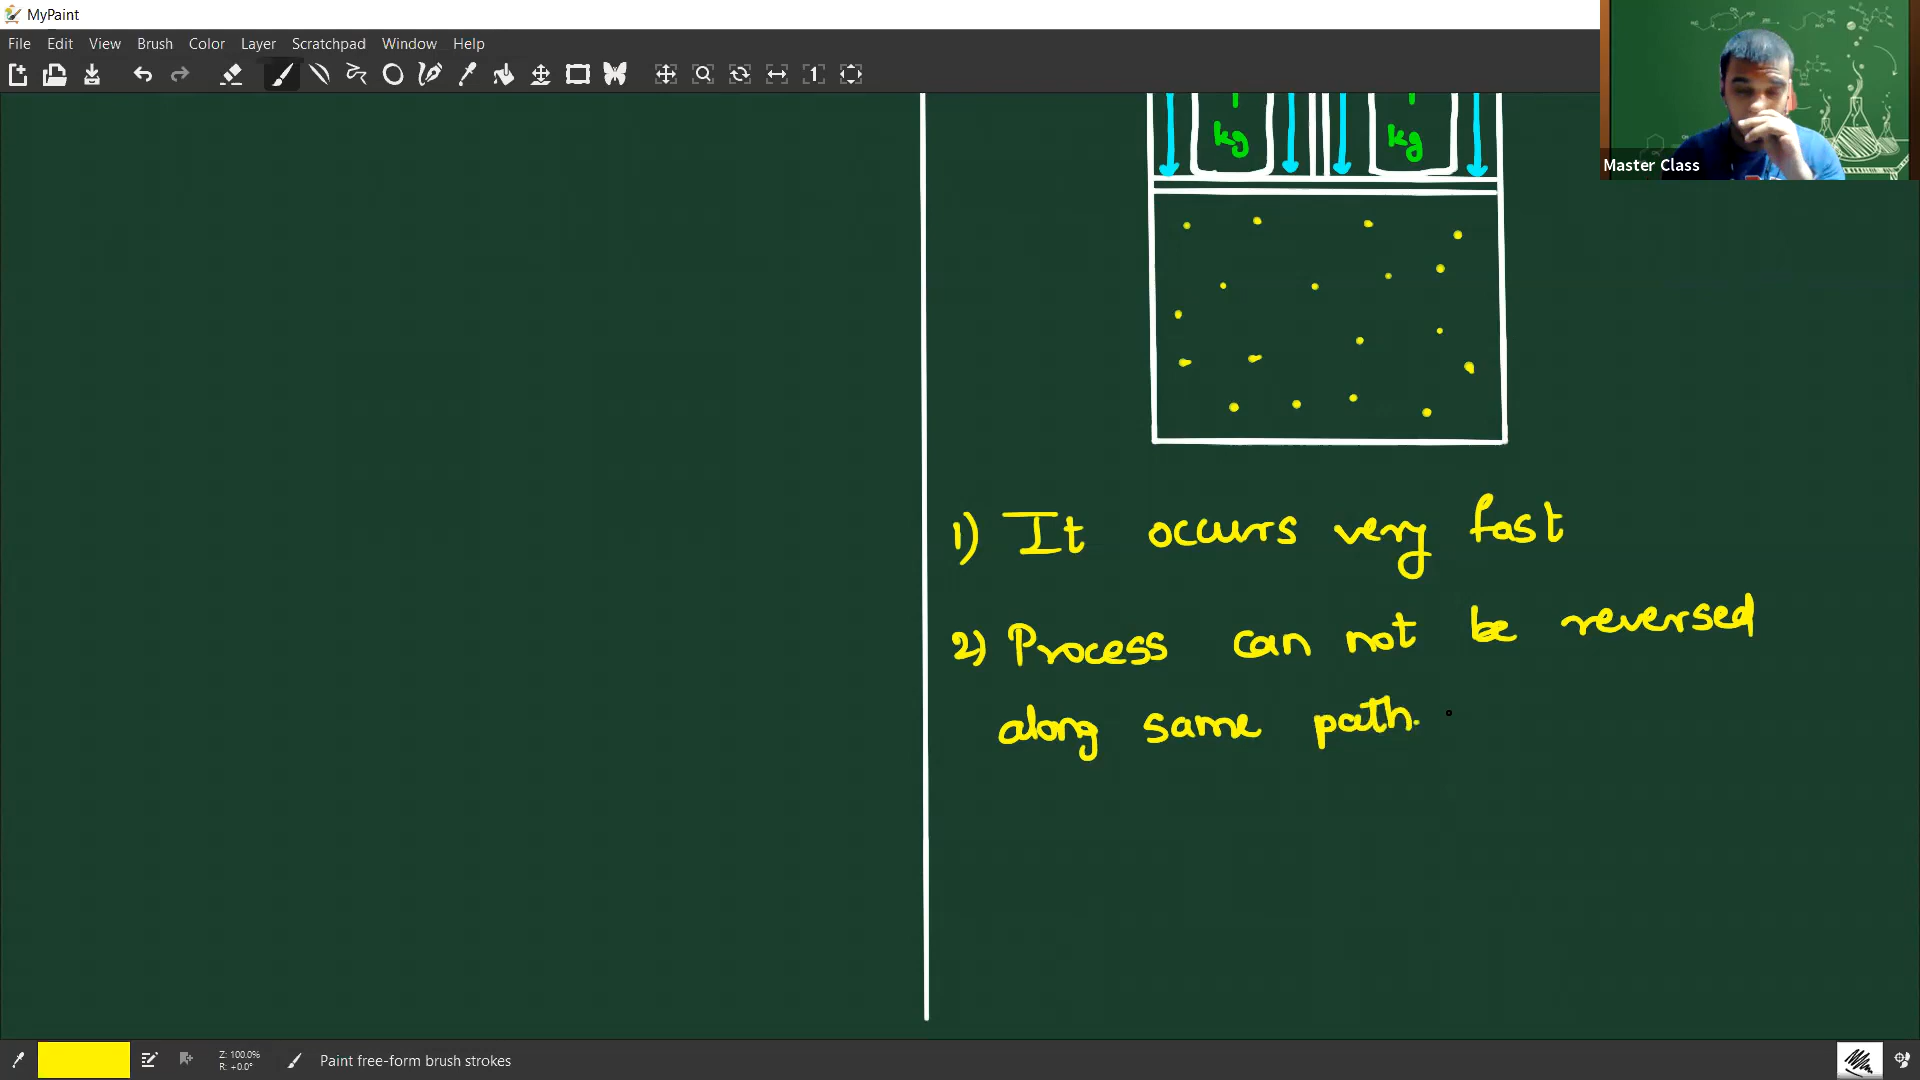 MyPaint
File Edit View Brush Color Layer Scratchpad Window Help
Master Class
kg kg
1) It occurs very fast
2) Process can not be reversed
along same path.
Z: 100.0%
R: +0.0°
Paint free-form brush strokes